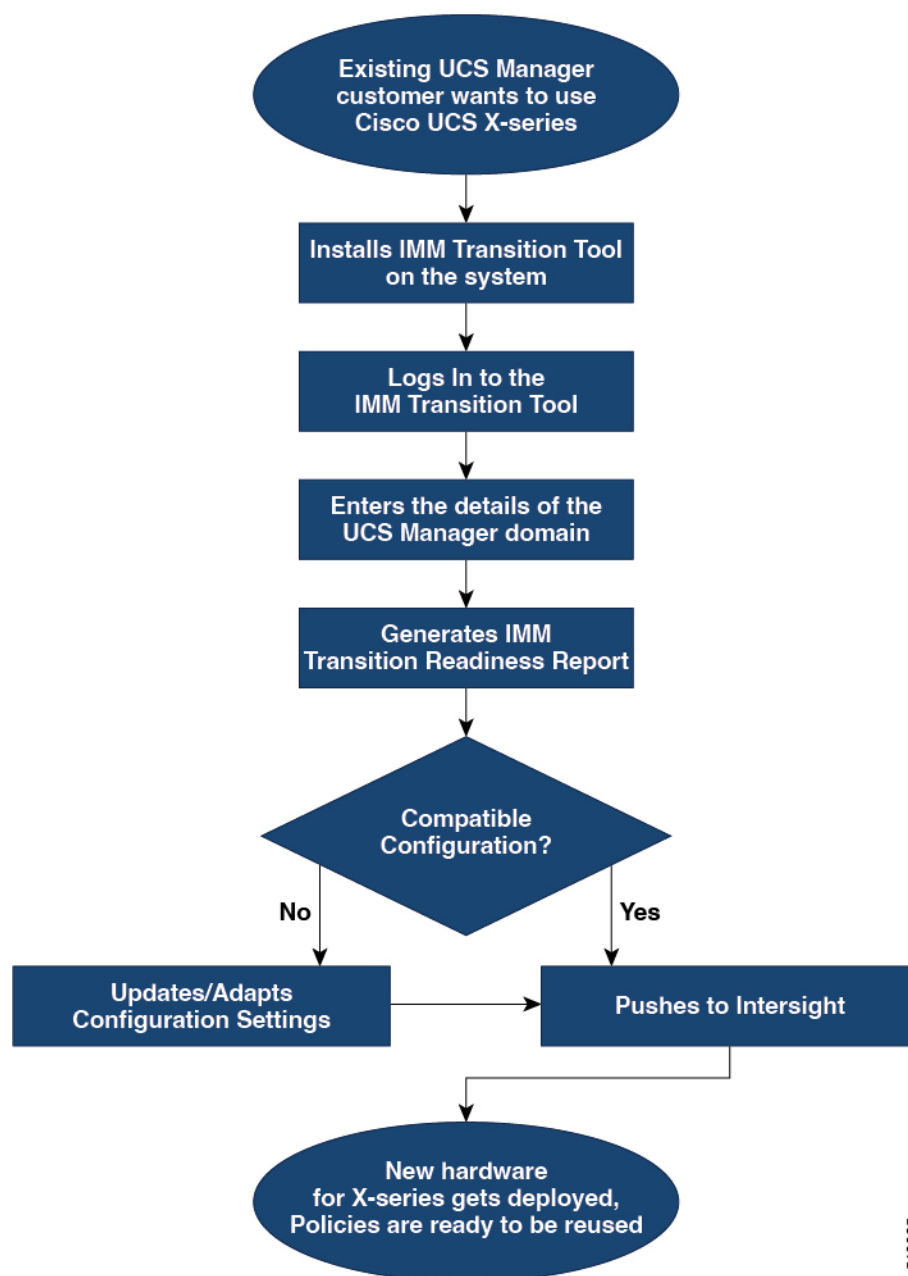 Existing UCS Manager
customer wants to use
Cisco UCS X-series
Installs IMM Transition Tool
on the system
Logs In to the
IMM Transition Tool
Enters the details of the
UCS Manager domain
Generates IMM
Transition Readiness Report
Compatible
Configuration?
No
Yes
Updates/Adapts
Configuration Settings
Pushes to Intersight
New hardware
for X-series gets deployed,
Policies are ready to be reused